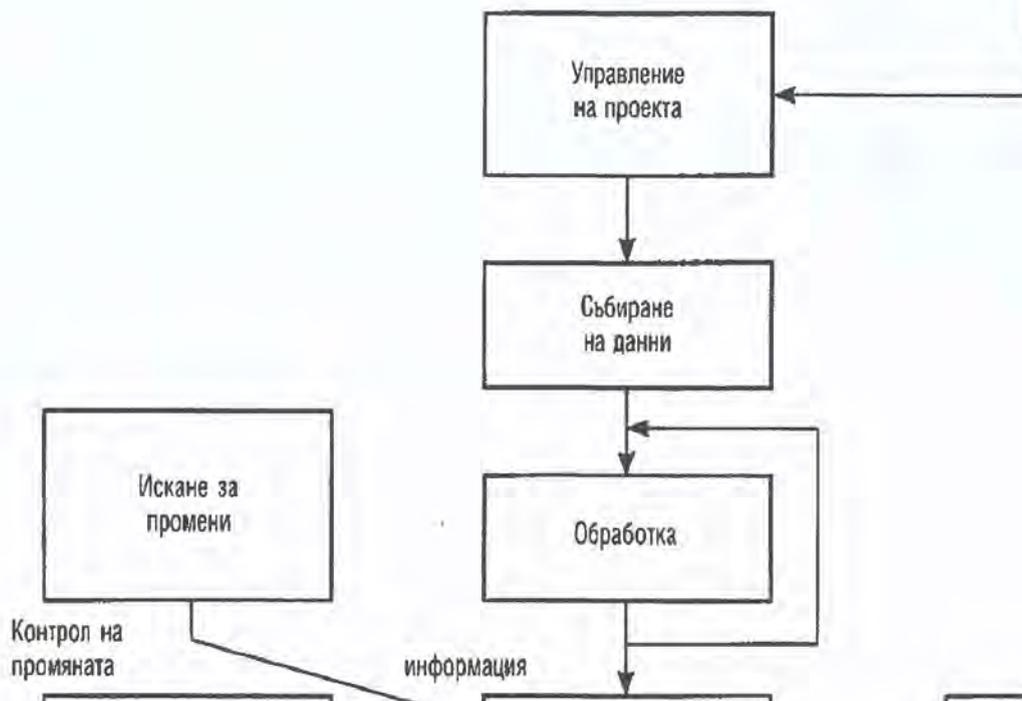 Управление
на проекта
Събиране
на данни
Искане за
промени
Обработка
Контрол на
промяната
информация